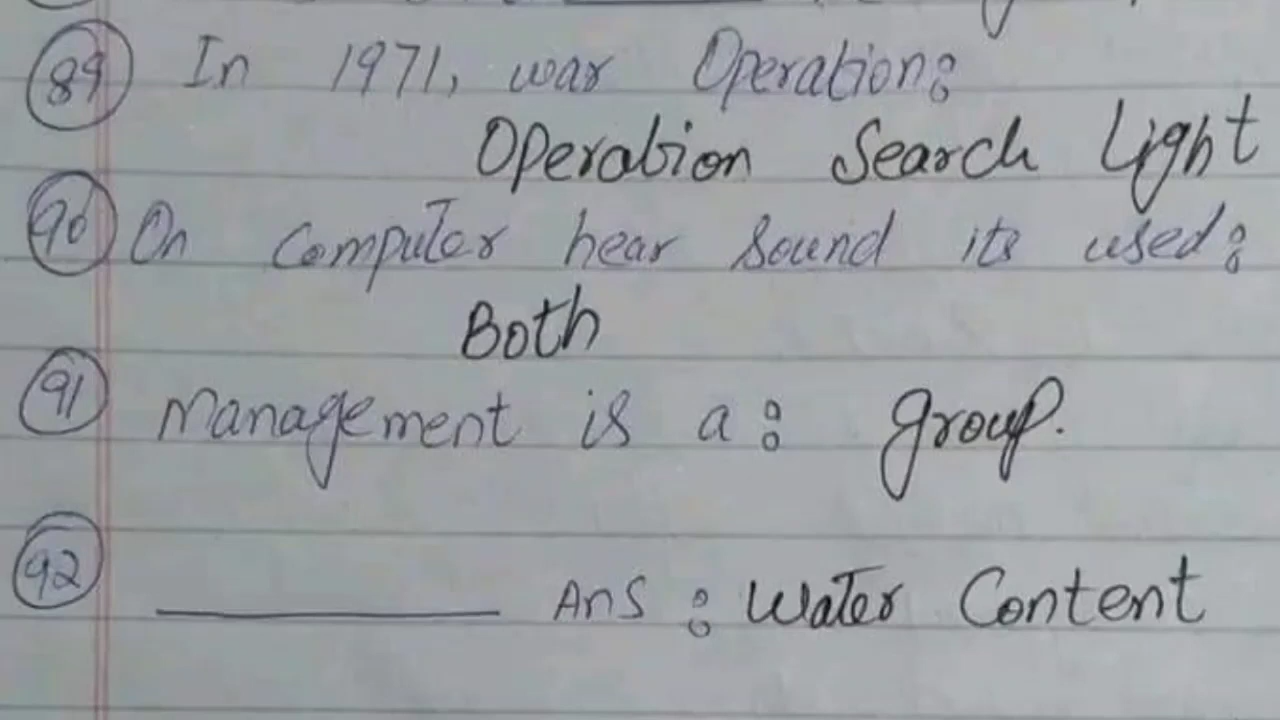 89 In 1971, war Operation:
Operation Search Light
90 On Computer hear Sound its used:
Both
91 Management is a: group.
92 ________ Ans: Water Content